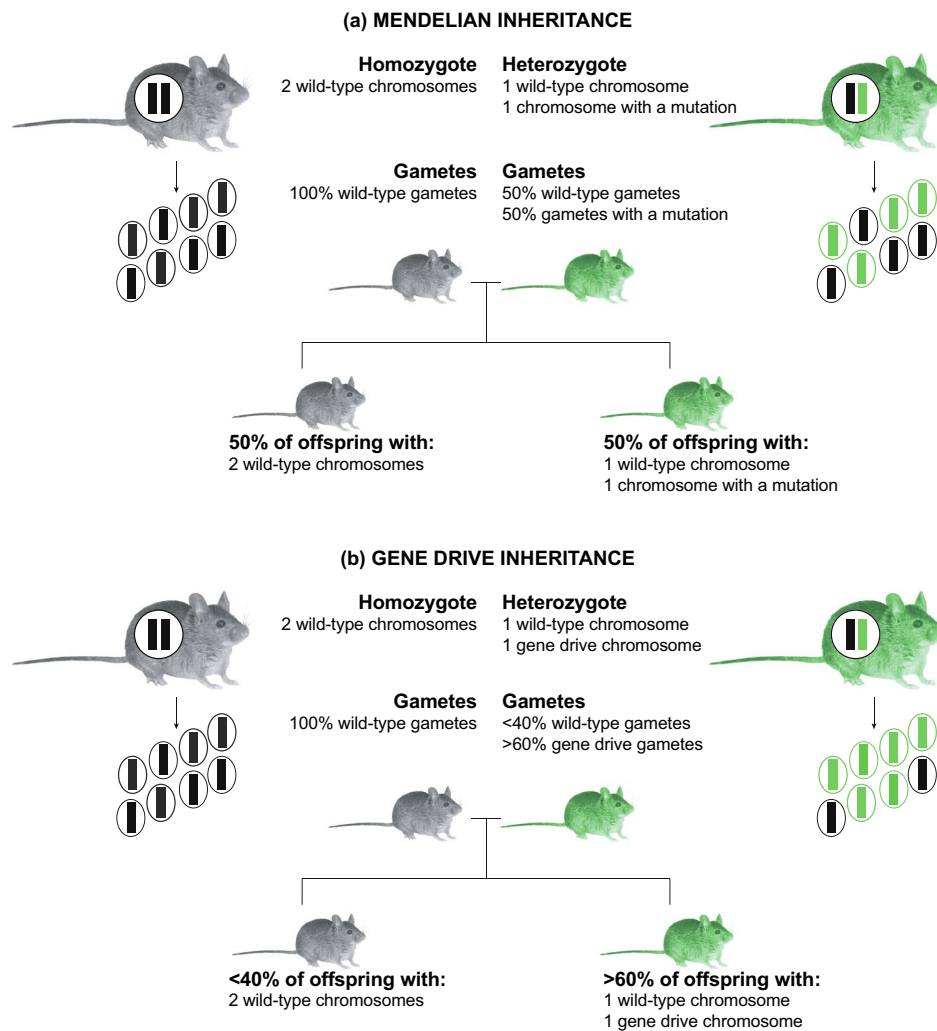 (a) MENDELIAN INHERITANCE
Homozygote
2 wild-type chromosomes
Heterozygote
1 wild-type chromosome
1 chromosome with a mutation
Gametes
100% wild-type gametes
Gametes
50% wild-type gametes
50% gametes with a mutation
50% of offspring with:
2 wild-type chromosomes
50% of offspring with:
1 wild-type chromosome
1 chromosome with a mutation
(b) GENE DRIVE INHERITANCE
Homozygote
2 wild-type chromosomes
Heterozygote
1 wild-type chromosome
1 gene drive chromosome
Gametes
100% wild-type gametes
Gametes
<40% wild-type gametes
>60% gene drive gametes
<40% of offspring with:
2 wild-type chromosomes
>60% of offspring with:
1 wild-type chromosome
1 gene drive chromosome